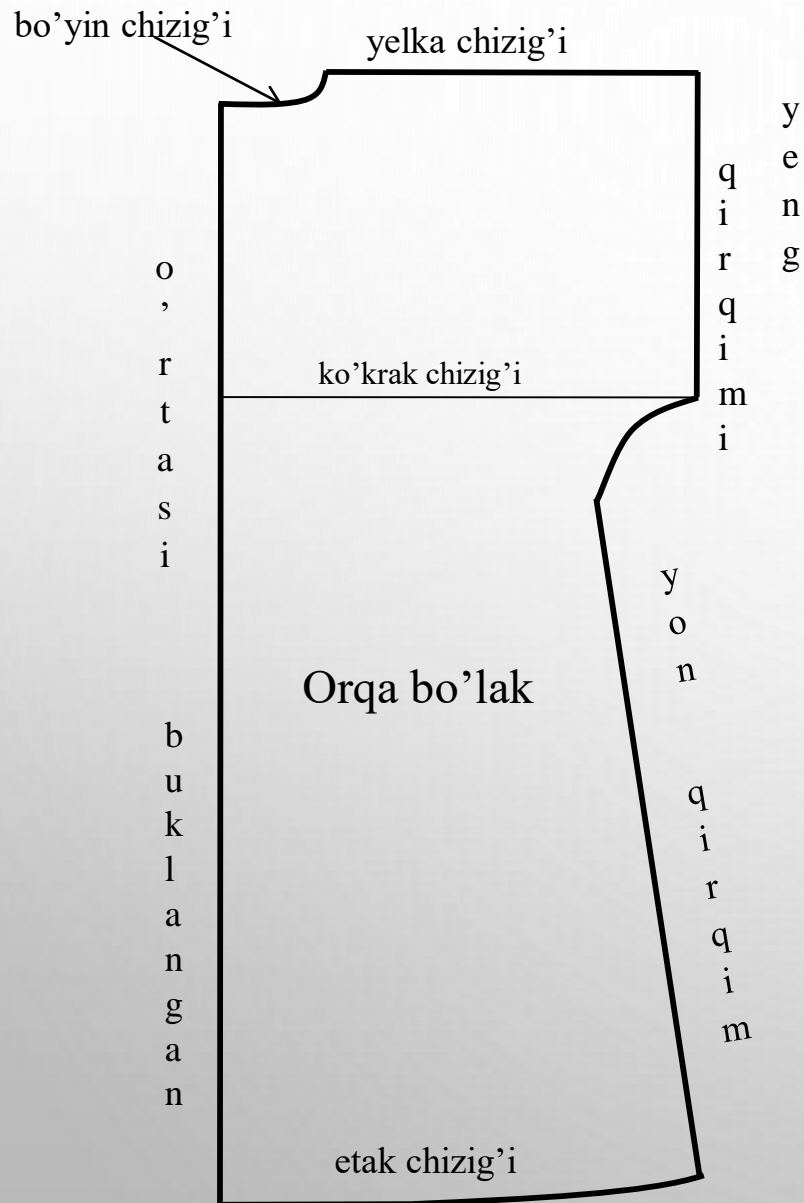 bo’yin chizig’i
yelka chizig’i
yeng
qirqimi
o’rtasi
ko’krak chizig’i
yon qirqim
Orqa bo’lak
buklangan
etak chizig’i